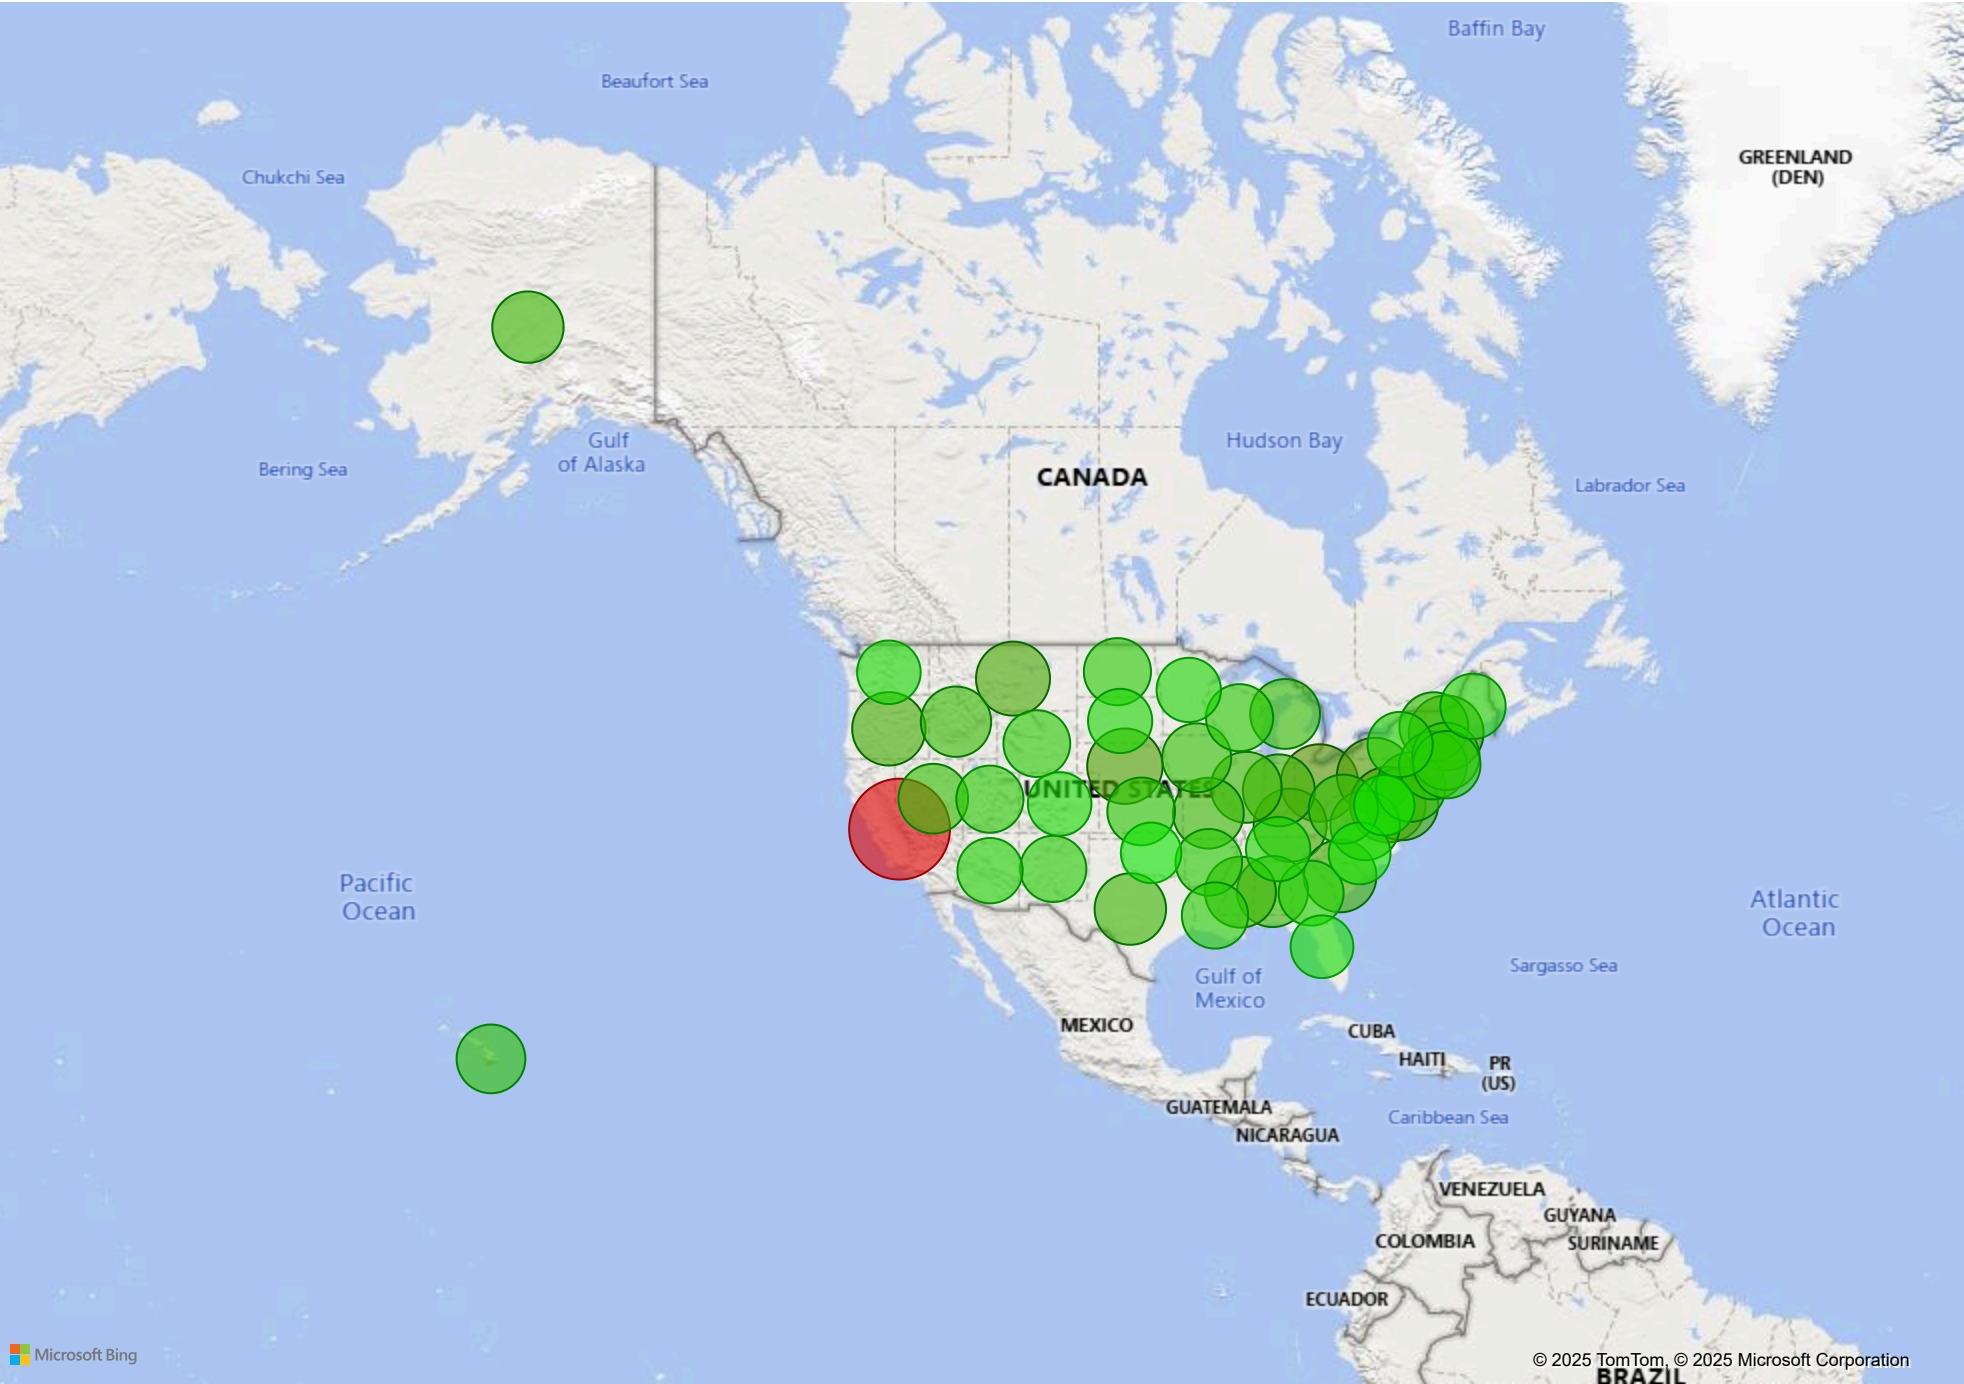 Baffin Bay
Beaufort Sea
GREENLAND
(DEN)
Chukchi Sea
Gulf
of Alaska
Hudson Bay
Bering Sea
CANADA
Labrador Sea
UNITED STATES
Pacific
Ocean
Atlantic
Ocean
Sargasso Sea
Gulf of
Mexico
MEXICO
CUBA
HAITI
PR
(US)
GUATEMALA
Caribbean Sea
NICARAGUA
VENEZUELA
GUYANA
COLOMBIA
SURINAME
ECUADOR
Microsoft Bing
© 2025 TomTom, © 2025 Microsoft Corporation
BRAZIL